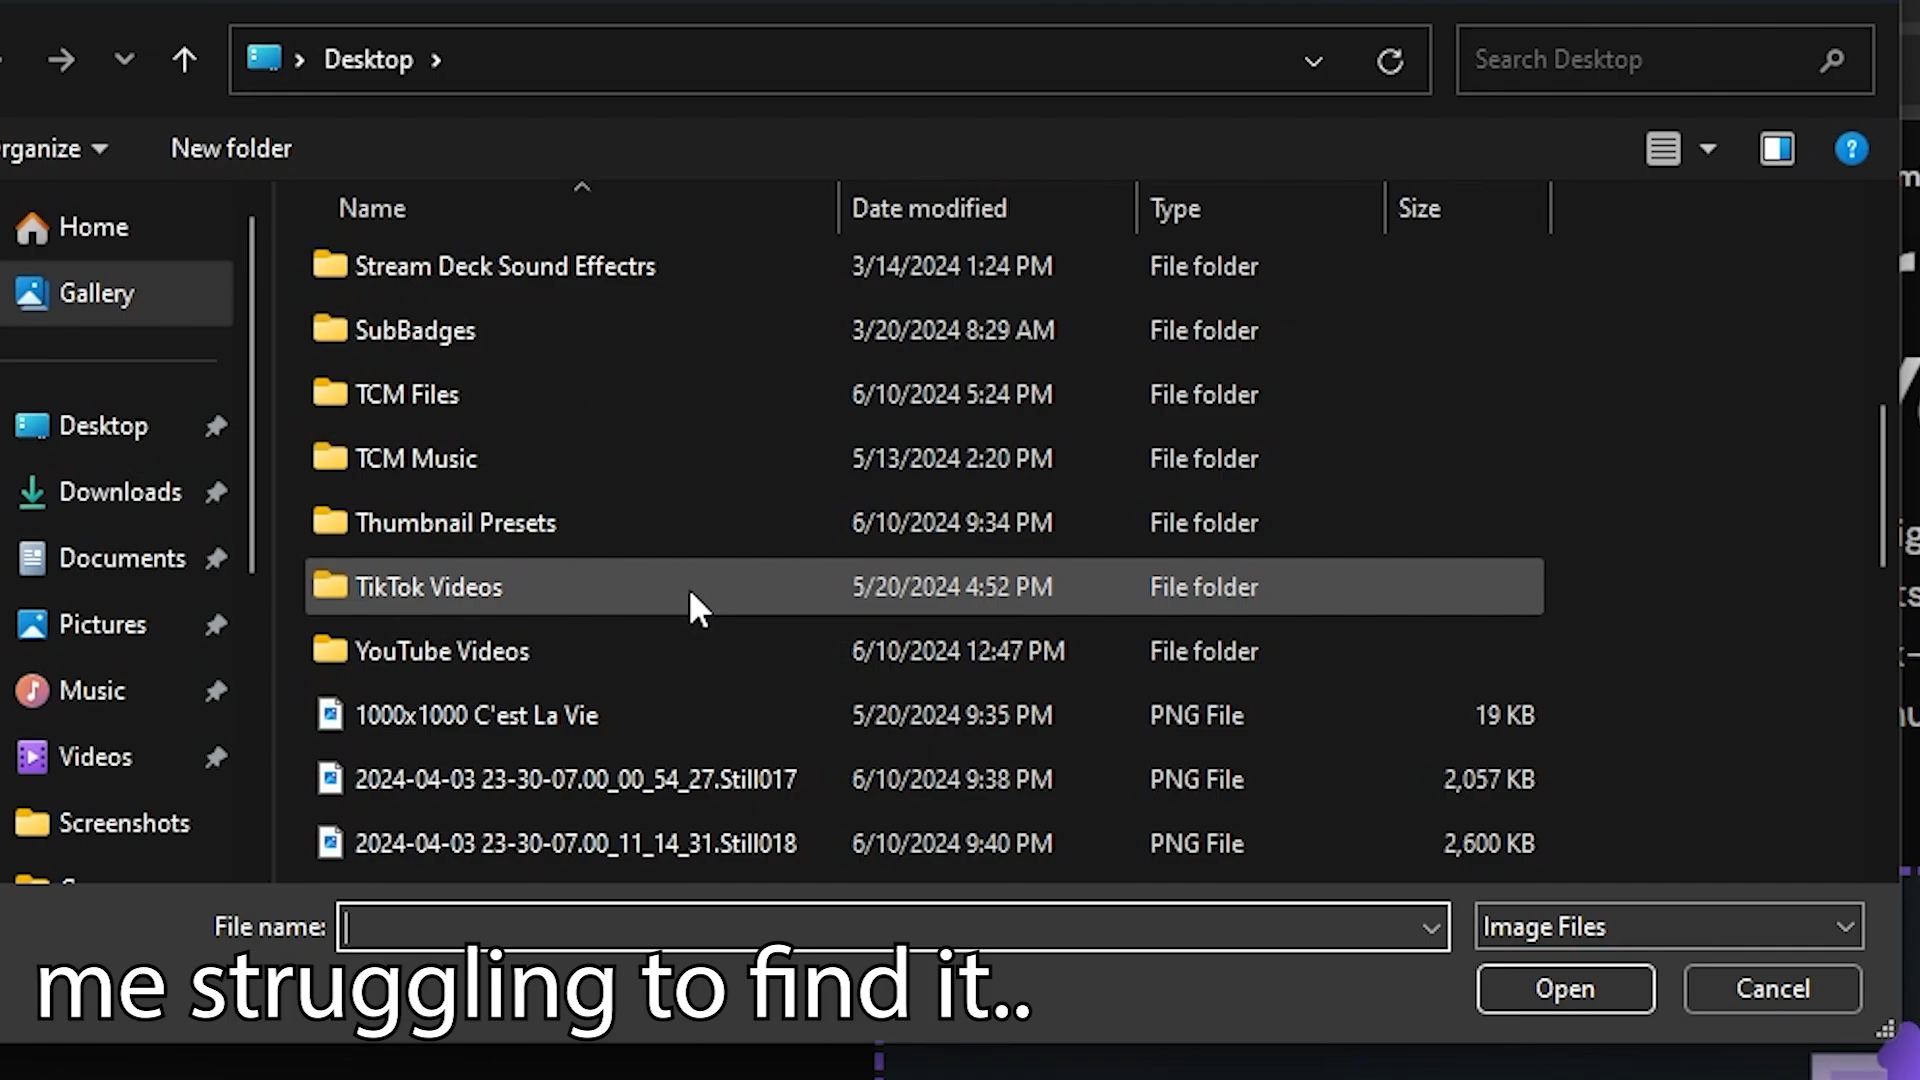 Desktop
Search Desktop
rganize
New folder
Name
Date modified
Type
Size
Home
Gallery
Desktop
Downloads
Documents
Pictures
Music
Videos
Screenshots
Stream Deck Sound Effectrs 3/14/2024 1:24 PM File folder
SubBadges 3/20/2024 8:29 AM File folder
TCM Files 6/10/2024 5:24 PM File folder
TCM Music 5/13/2024 2:20 PM File folder
Thumbnail Presets 6/10/2024 9:34 PM File folder
TikTok Videos 5/20/2024 4:52 PM File folder
YouTube Videos 6/10/2024 12:47 PM File folder
1000x1000 C'est La Vie 5/20/2024 9:35 PM PNG File 19 KB
2024-04-03 23-30-07.00_00_54_27.Still017 6/10/2024 9:38 PM PNG File 2,057 KB
2024-04-03 23-30-07.00_11_14_31.Still018 6/10/2024 9:40 PM PNG File 2,600 KB
File name:
Image Files
me struggling to find it..
Open
Cancel